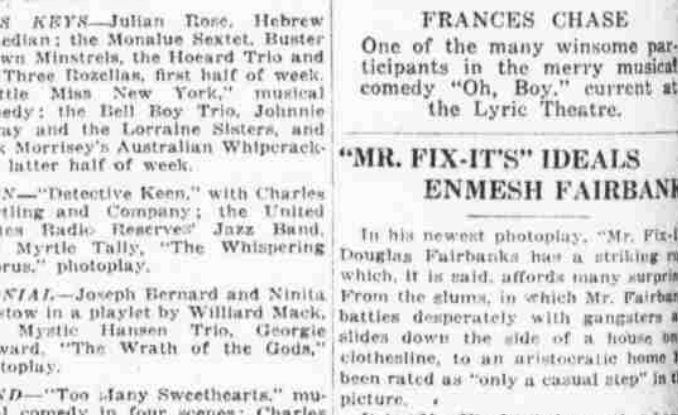 S KEYS—Julian Rose, Hebrew
edian; the Monalue Sextet, Buster
wn Minstrels, the Hoeard Trio and
Three Rozellas, first half of week.
ttle Miss New York," musical
edy; the Bell Boy Trio, Johnnie
ay and the Lorraine Sisters, and
k Morrisey's Australian Whipcrack-
latter half of week.
N—"Detective Keen," with Charles
tling and Company; the United
tes Radio Reserves' Jazz Band,
Myrtle Tally, "The Whispering
orus," photoplay.
NIAL—Joseph Bernard and Ninita
stow in a playlet by Williard Mack,
Mystic Hansen Trio, Georgie
ward, "The Wrath of the Gods,"
toplay.
ND—"Too Many Sweethearts," mu-
l comedy in four scenes; Charles
FRANCES CHASE
One of the many winsome par-
ticipants in the merry musical
comedy "Oh, Boy," current at
the Lyric Theatre.
"MR. FIX-IT'S" IDEALS
ENMESH FAIRBANK
In his newest photoplay, "Mr. Fix-I
Douglas Fairbanks has a striking
which, it is said, affords many surpris
From the slums, in which Mr. Fairban
battles desperately with gangsters a
slides down the side of a house on
clothesline, to an aristocratic home
been rated as "only a casual step" in t
picture.